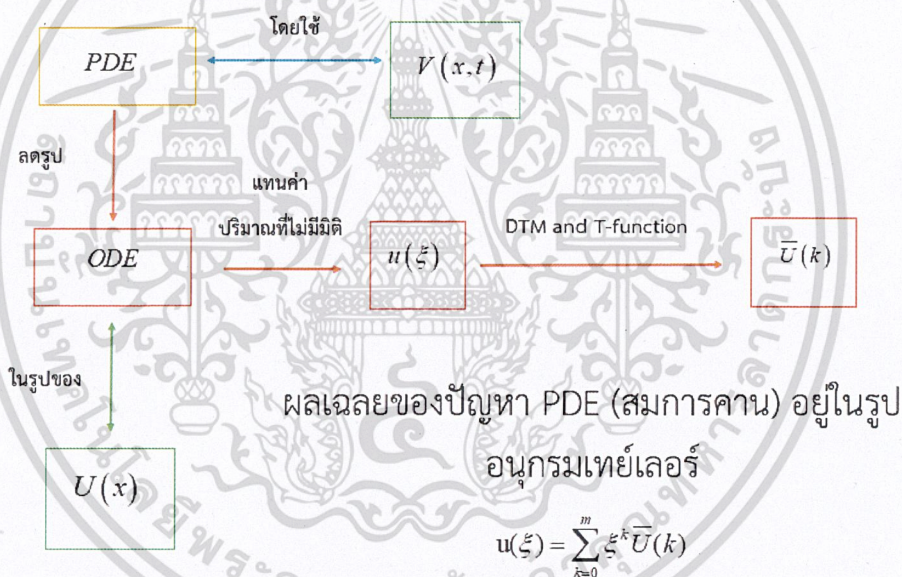 โดยใช้
PDE
V(x,t)
ลดรูป
แทนค่า
ปริมาณที่ไม่มีมิติ
DTM and T-function
ODE
u(ξ)
U̅(k)
ในรูปของ
ผลเฉลยของปัญหา PDE (สมการคาน) อยู่ในรูป
อนุกรมเทย์เลอร์
U(x)
u(ξ) = ∑_{k=0}^{m} ξ^k U̅(k)